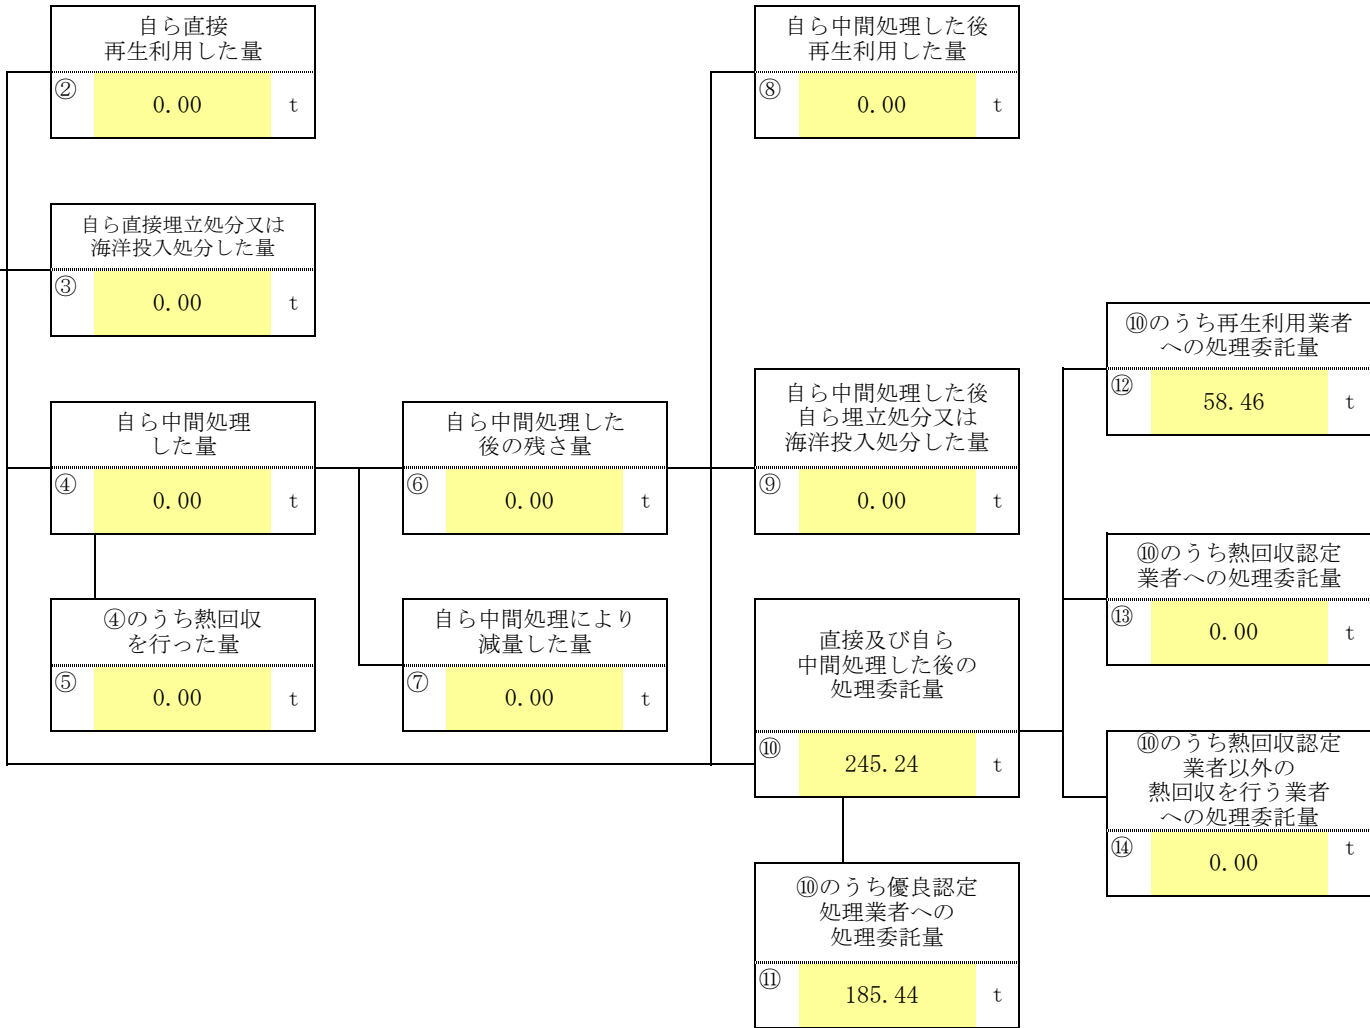 自ら直接
再生利用した量
② 0.00 t
自ら中間処理した後
再生利用した量
⑧ 0.00 t
自ら直接埋立処分又は
海洋投入処分した量
③ 0.00 t
⑩のうち再生利用業者
への処理委託量
⑫ 58.46 t
自ら中間処理
した量
④ 0.00 t
自ら中間処理した
後の残さ量
⑥ 0.00 t
自ら中間処理した後
自ら埋立処分又は
海洋投入処分した量
⑨ 0.00 t
⑩のうち熱回収認定
業者への処理委託量
⑬ 0.00 t
④のうち熱回収
を行った量
⑤ 0.00 t
自ら中間処理により
減量した量
⑦ 0.00 t
直接及び自ら
中間処理した後の
処理委託量
⑩ 245.24 t
⑩のうち熱回収認定
業者以外の
熱回収を行う業者
への処理委託量
⑭ 0.00 t
⑩のうち優良認定
処理業者への
処理委託量
⑪ 185.44 t